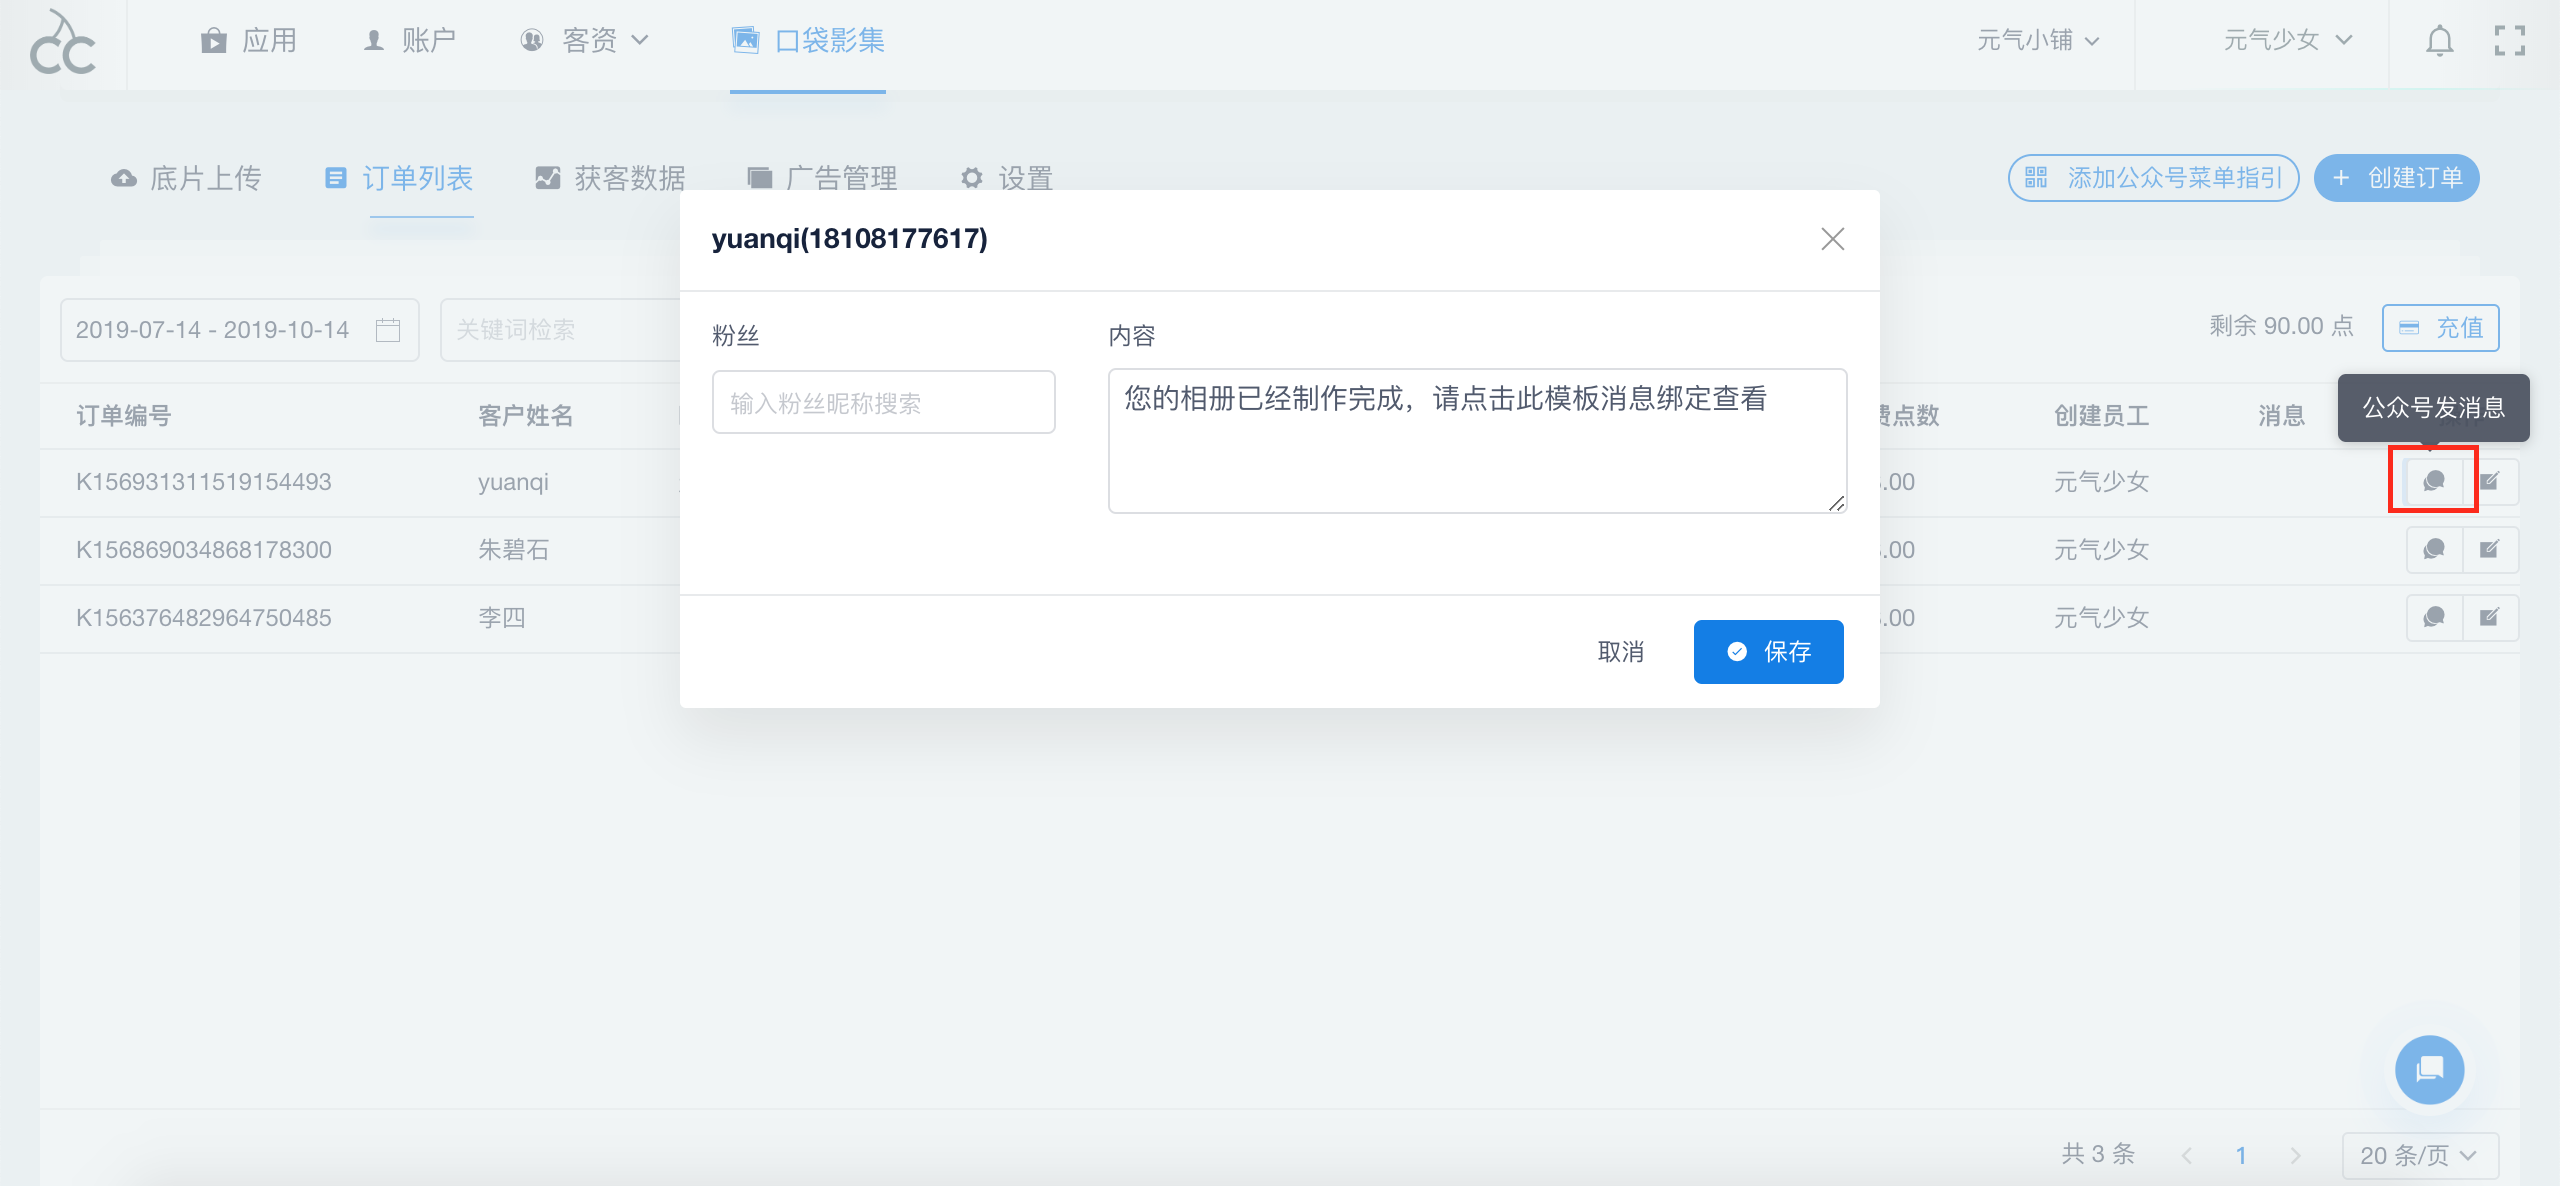 CC
应用
账户
客资
口袋影集
元气小铺
元气少女
底片上传
订单列表
获客数据
广告管理
设置
添加公众号菜单指引
+ 创建订单
yuanqi(18108177617)
2019-07-14 - 2019-10-14
关键词检索
剩余 90.00 点
充值
粉丝
输入粉丝昵称搜索
内容
您的相册已经制作完成，请点击此模板消息绑定查看
公众号发消息
订单编号
客户姓名
点数
创建员工
消息
K156931311519154493
yuanqi
.00
元气少女
K156869034868178300
朱碧石
.00
元气少女
K156376482964750485
李四
.00
元气少女
取消
保存
共 3 条
1
20 条/页